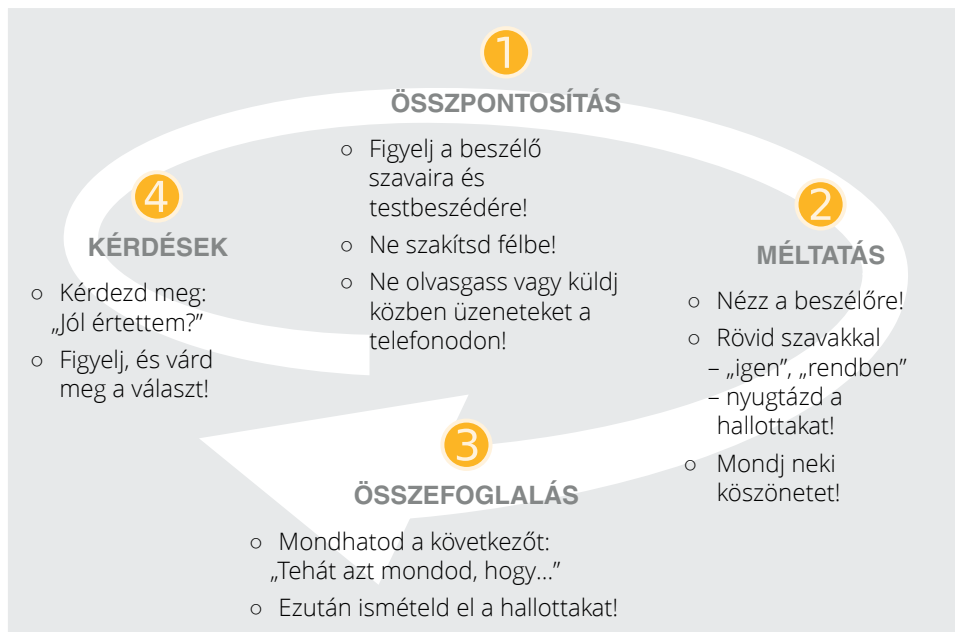 1
ÖSSZPONTOSÍTÁS
○ Figyelj a beszélő
szavaira és
testbeszédére!
○ Ne szakítsd félbe!
○ Ne olvasgass vagy küldj
közben üzeneteket a
telefonodon!
2
MÉLTATÁS
○ Nézz a beszélőre!
○ Rövid szavakkal
– „igen”, „rendben”
– nyugtázd a
hallottakat!
○ Mondj neki
köszönetet!
3
ÖSSZEFOGLALÁS
○ Mondhatod a következőt:
„Tehát azt mondod, hogy...”
○ Ezután ismételd el a hallottakat!
4
KÉRDÉSEK
○ Kérdezd meg:
„Jól értettem?”
○ Figyelj, és várd
meg a választ!